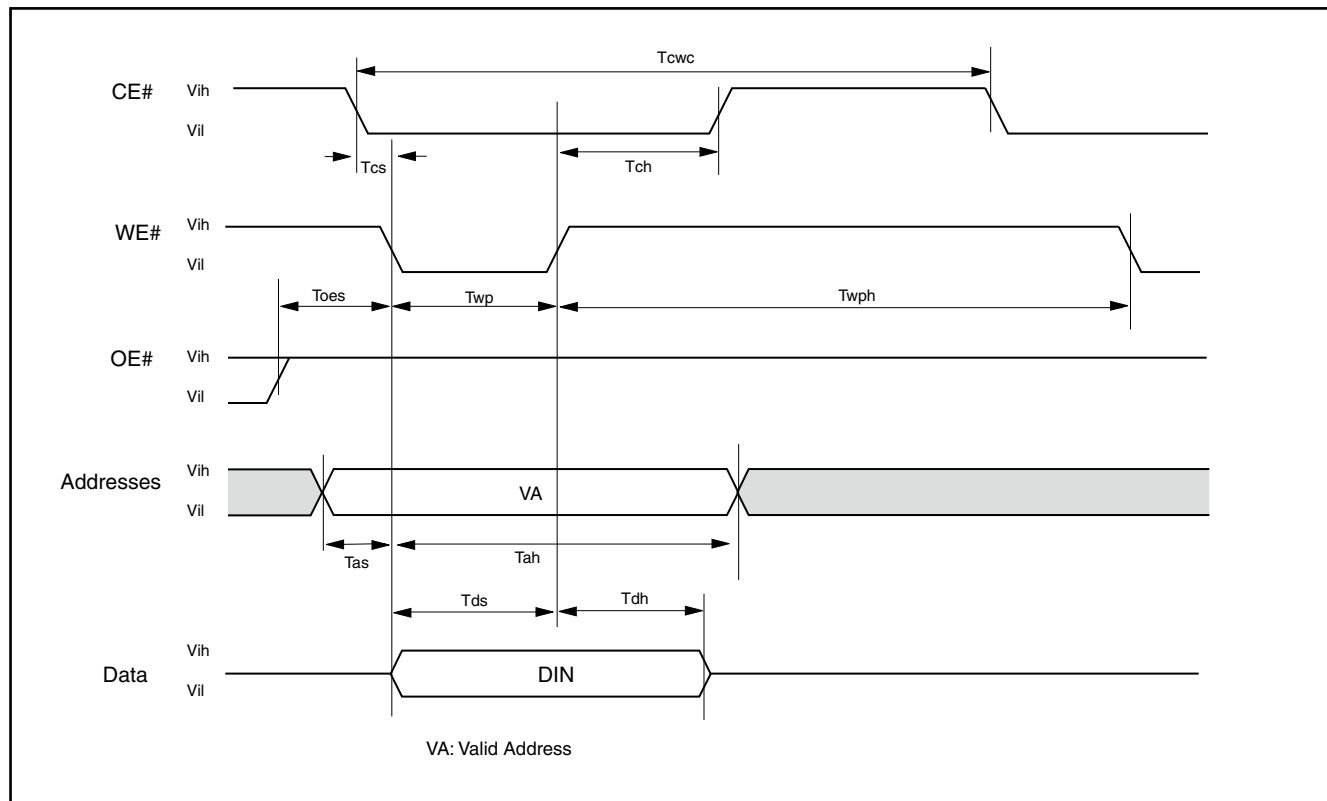 Tcwc
CE# Vih
Vil
Tcs
Tch
WE# Vih
Vil
Toes Twp Twph
OE# Vih
Vil
Addresses Vih
Vil
VA
Tas Tah
Tds Tdh
Data Vih
Vil
DIN
VA: Valid Address